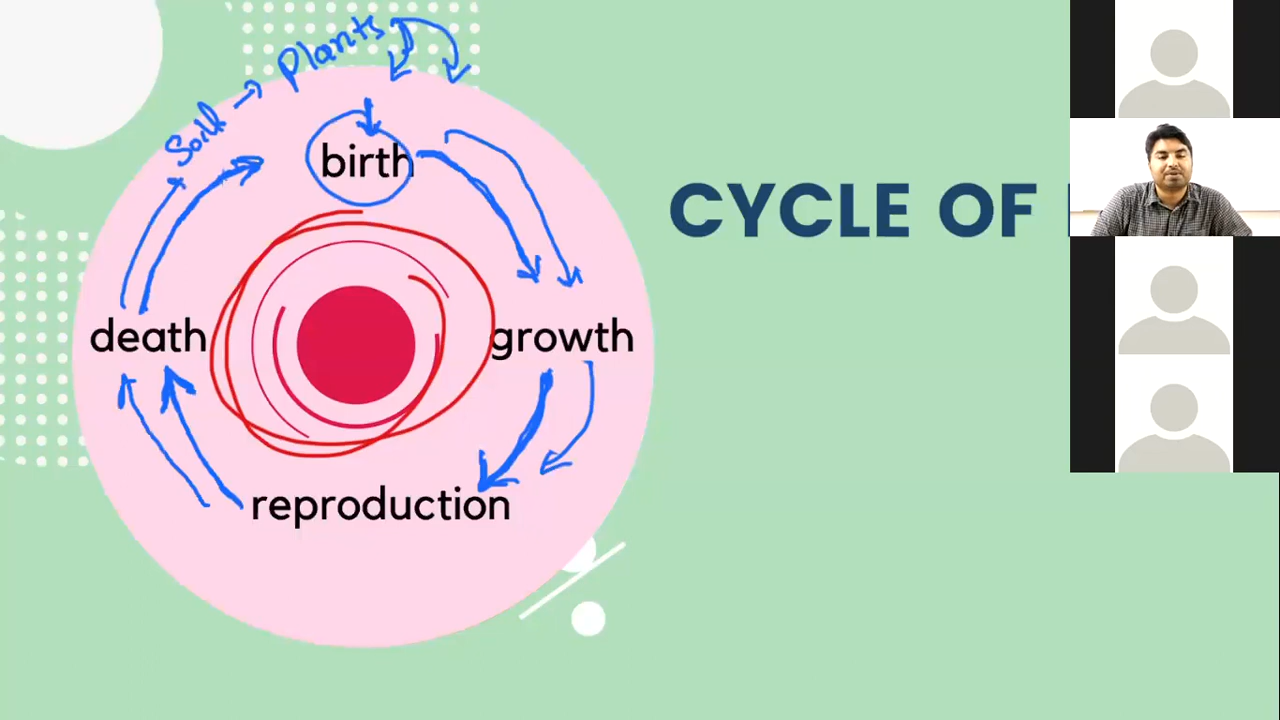 Soil → Plants
birth
CYCLE OF
death
growth
reproduction